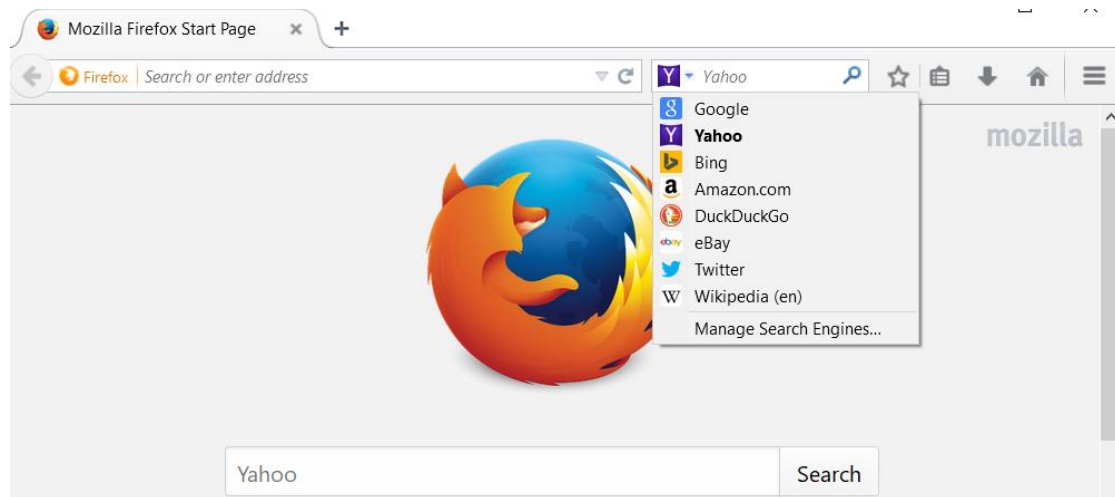 Mozilla Firefox Start Page
Firefox Search or enter address
Yahoo
Google
Yahoo
Bing
Amazon.com
DuckDuckGo
eBay
Twitter
Wikipedia (en)
Manage Search Engines...
mozilla
Yahoo Search